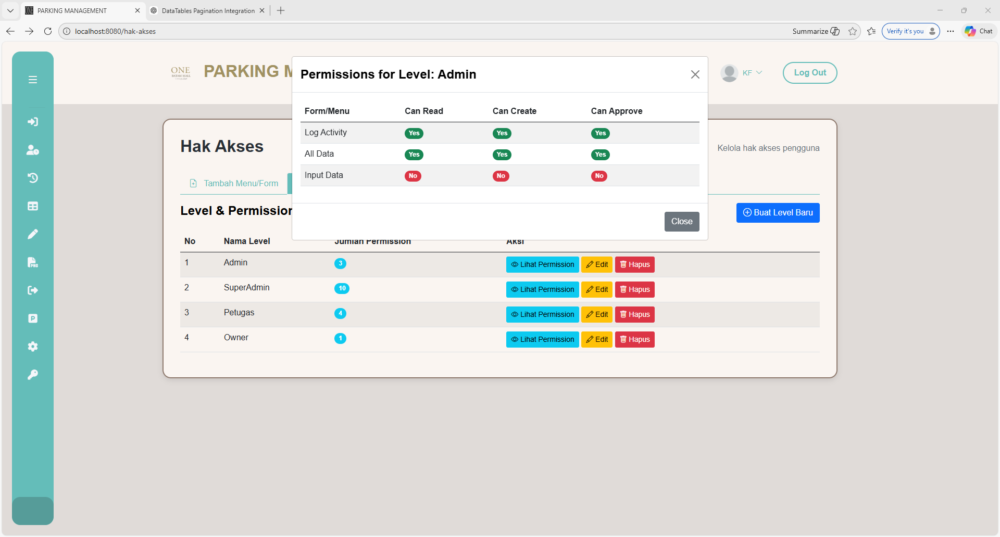 PARKING MANAGEMENT
DataTables Pagination Integration
localhost:8080/hak-akses
Summarize
Verify it's you
Chat
ONE
BATAM MALL
PARKING M
KF
Log Out
Permissions for Level: Admin
Form/Menu Can Read Can Create Can Approve
Log Activity Yes Yes Yes
All Data Yes Yes Yes
Input Data No No No
Close
Hak Akses
Kelola hak akses pengguna
Tambah Menu/Form
Level & Permission
Buat Level Baru
No Nama Level Jumlah Permission Aksi
1 Admin 3 Lihat Permission Edit Hapus
2 SuperAdmin 10 Lihat Permission Edit Hapus
3 Petugas 4 Lihat Permission Edit Hapus
4 Owner 1 Lihat Permission Edit Hapus
PNG
P